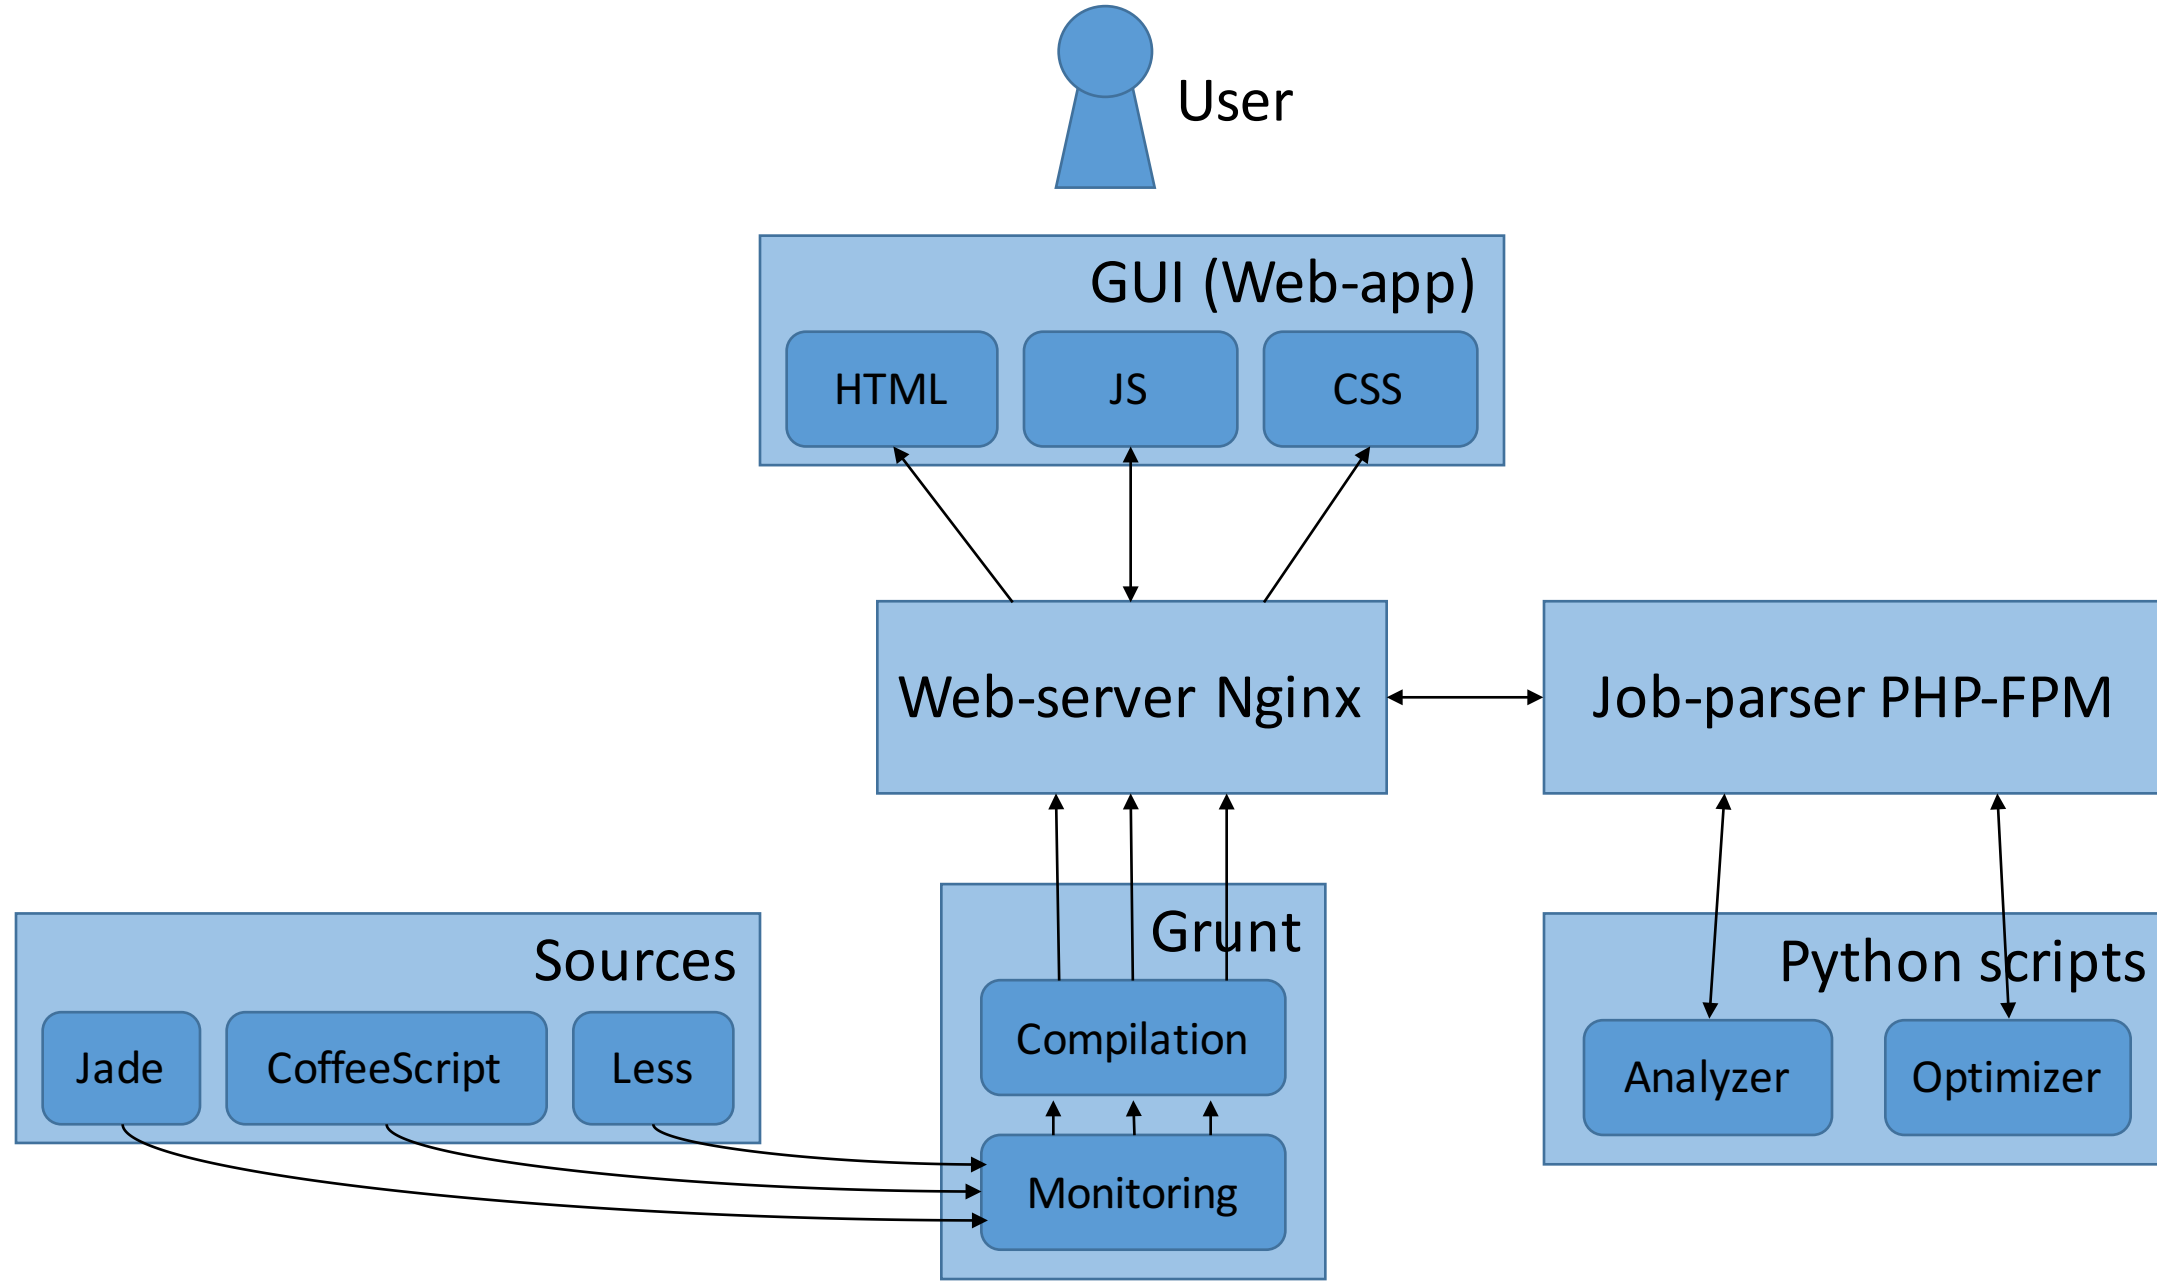 User
GUI (Web-app)
HTML
JS
CSS
Web-server Nginx
Job-parser PHP-FPM
Sources
Jade
CoffeeScript
Less
Grunt
Compilation
Monitoring
Python scripts
Analyzer
Optimizer